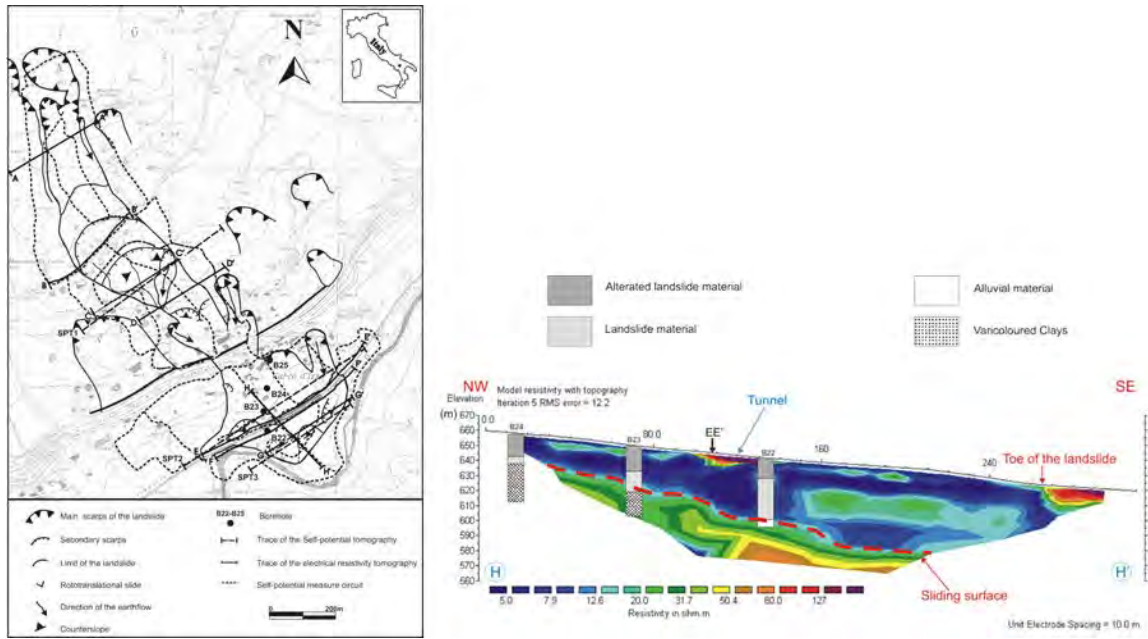 N
Italy
A'
A
B'
B
C'
C
D'
D
SPT1
B25
B24
H
B23
B22
E'
G'
E
F
G
H'
SPT2
SPT3
Main scarps of the landslide
Secondary scarps
Limit of the landslide
Rototranslational slide
Direction of the earthflow
Counterslope
B22-B25
Borehole
Trace of the Self-potential tomography
Trace of the electrical resistivity tomography
Self-potential measure circuit
0 200m
Alterated landslide material
Landslide material
Alluvial material
Varicoloured Clays
NW
Model resistivity with topography
Iteration 5 RMS error = 12.2
SE
Elevation
(m)
Tunnel
EE'
Toe of the landslide
670
660
650
640
630
620
610
600
590
580
570
560
0.0
80.0
160
240
B24
B23
B22
H
H'
Sliding surface
5.0 7.9 12.6 20.0 31.7 50.4 80.0 127
Resistivity in ohm.m
Unit Electrode Spacing = 10.0 m